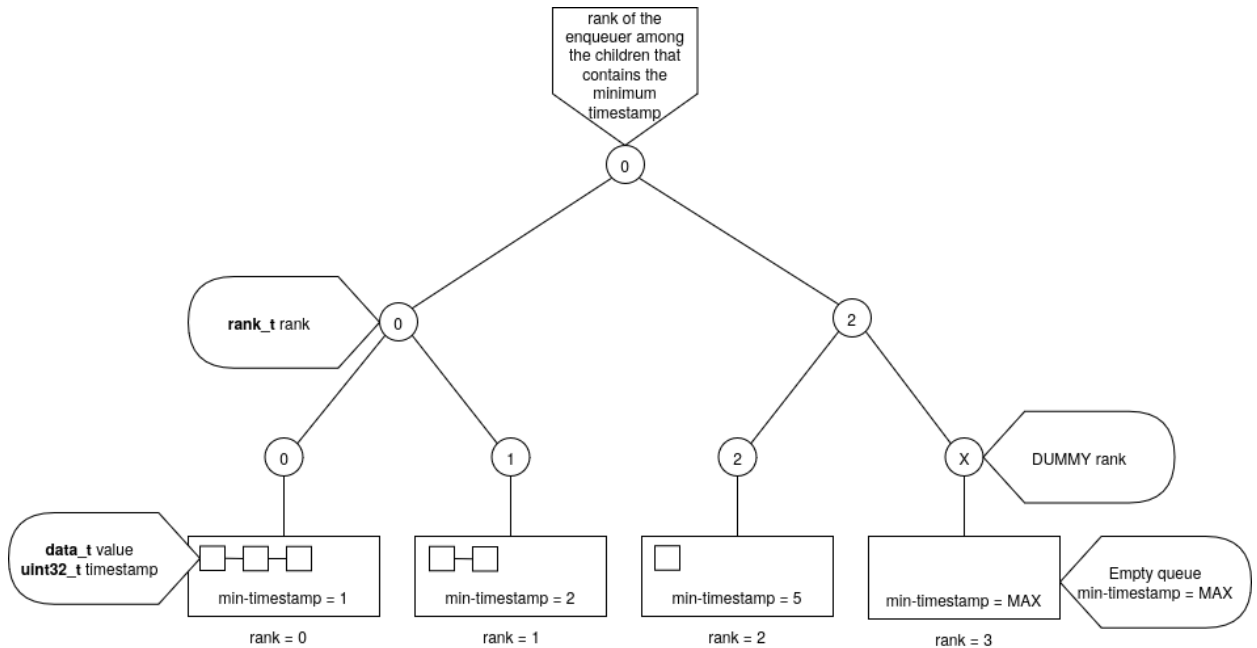 rank of the
enqueuer among
the children that
contains the
minimum
timestamp
0
rank_t rank
0
2
0
1
2
X
DUMMY rank
data_t value
uint32_t timestamp
min-timestamp = 1
min-timestamp = 2
min-timestamp = 5
min-timestamp = MAX
Empty queue
min-timestamp = MAX
rank = 0
rank = 1
rank = 2
rank = 3